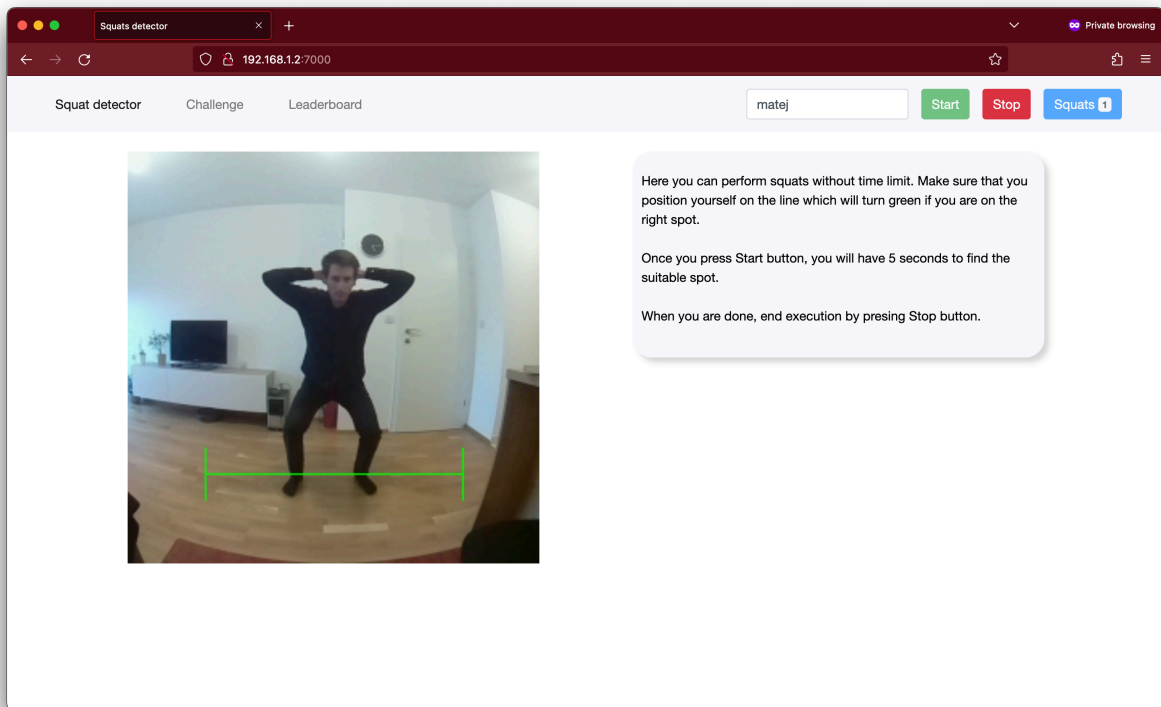 Squats detector
Private browsing
192.168.1.2:7000
Squat detector Challenge Leaderboard matej Start Stop Squats 1
Here you can perform squats without time limit. Make sure that you
position yourself on the line which will turn green if you are on the
right spot.
Once you press Start button, you will have 5 seconds to find the
suitable spot.
When you are done, end execution by presing Stop button.